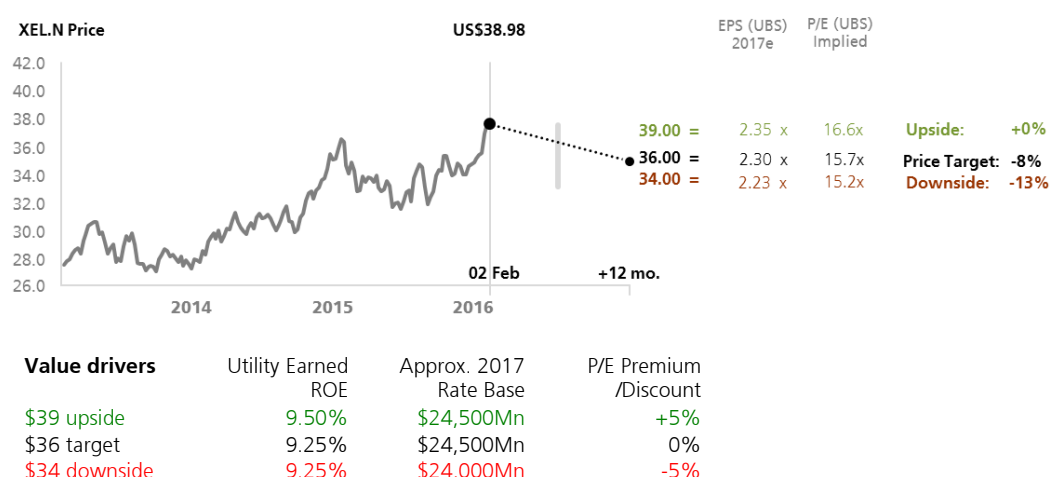 XEL.N Price US$38.98 EPS (UBS) P/E (UBS)
2017e Implied
42.0
40.0
38.0
36.0
34.0
32.0
30.0
28.0
26.0
39.00 = 2.35 x 16.6x Upside: +0%
36.00 = 2.30 x 15.7x Price Target: -8%
34.00 = 2.23 x 15.2x Downside: -13%
02 Feb +12 mo.
2014 2015 2016
Value drivers Utility Earned Approx. 2017 P/E Premium
ROE Rate Base /Discount
$39 upside 9.50% $24,500Mn +5%
$36 target 9.25% $24,500Mn 0%
$34 downside 9.25% $24,000Mn -5%